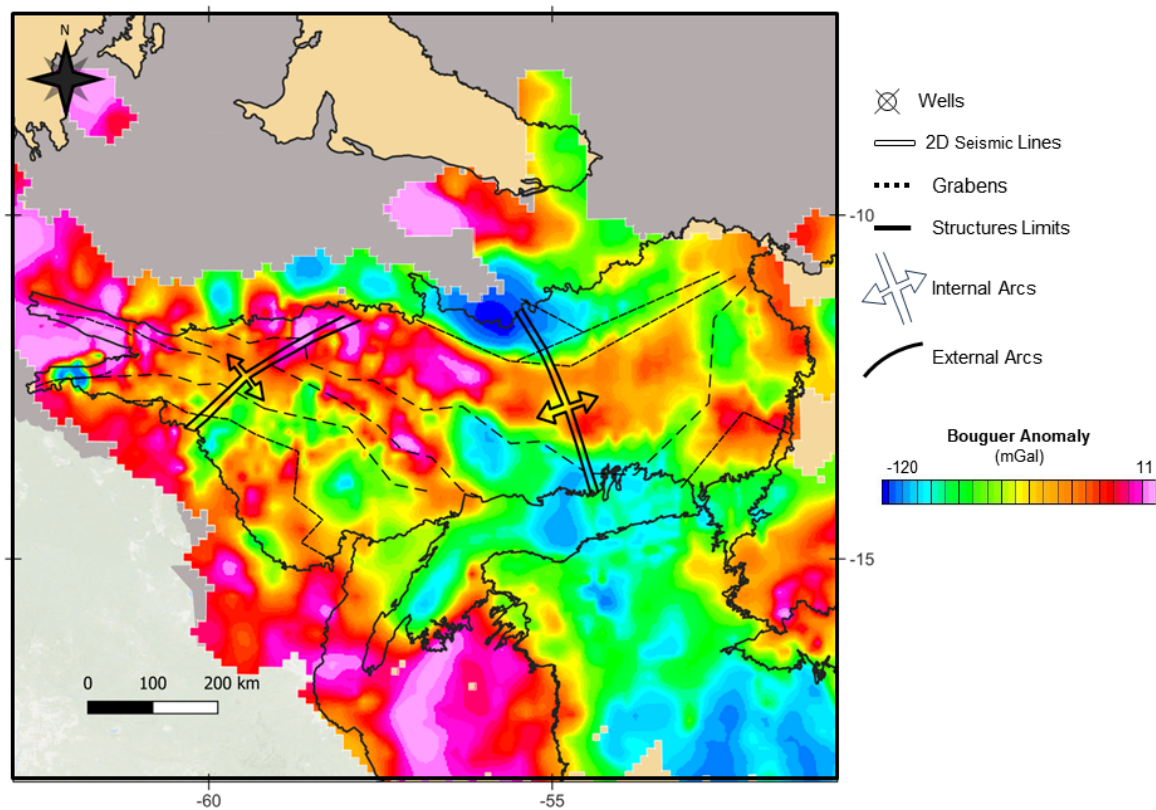 N
Wells
2D Seismic Lines
Grabens
-10
Structures Limits
Internal Arcs
External Arcs
Bouguer Anomaly
(mGal)
-120 11
-15
0 100 200 km
-60 -55